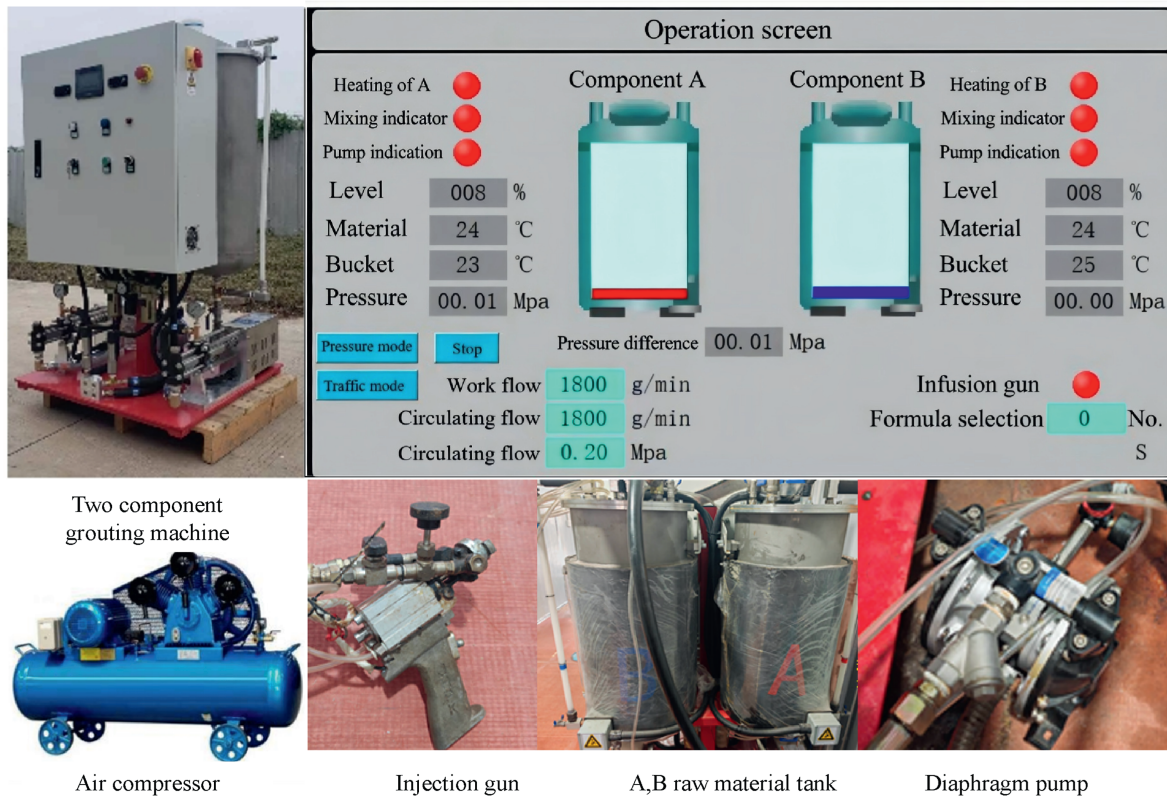 Operation screen
Heating of A
Mixing indicator
Pump indication
Level 008 %
Material 24 ℃
Bucket 23 ℃
Pressure 00.01 Mpa
Component A
Component B
Heating of B
Mixing indicator
Pump indication
Level 008 %
Material 24 ℃
Bucket 25 ℃
Pressure 00.00 Mpa
Pressure mode
Stop
Pressure difference 00.01 Mpa
Traffic mode
Work flow 1800 g/min
Circulating flow 1800 g/min
Circulating flow 0.20 Mpa
Infusion gun
Formula selection 0 No.
S
Two component
grouting machine
B
A
Air compressor
Injection gun
A,B raw material tank
Diaphragm pump